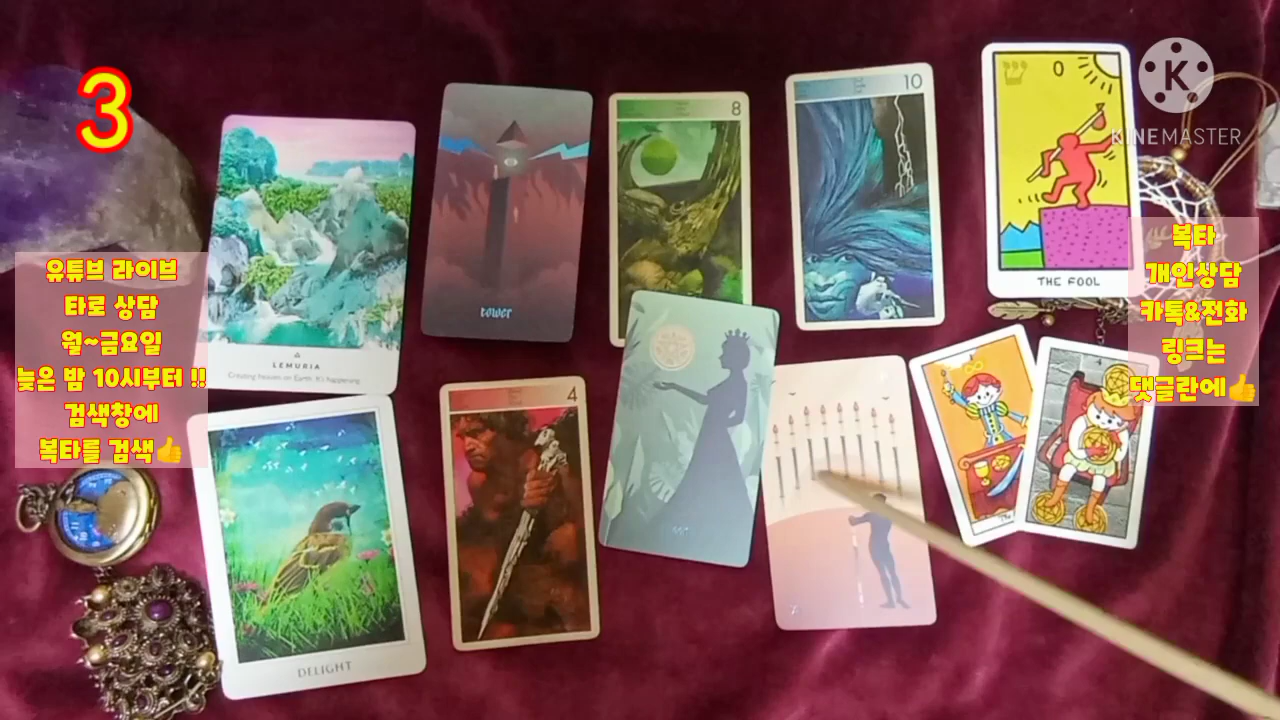 3
유튜브 라이브
타로 상담
월~금요일
늦은 밤 10시부터 !!
검색창에
복타를 검색👍
LEMURIA
Creating heaven on Earth. It's happening.
DELIGHT
tower
4
8
10
0
THE FOOL
4
K
KINEMASTER
복타
개인상담
카톡&전화
링크는
댓글란에👍